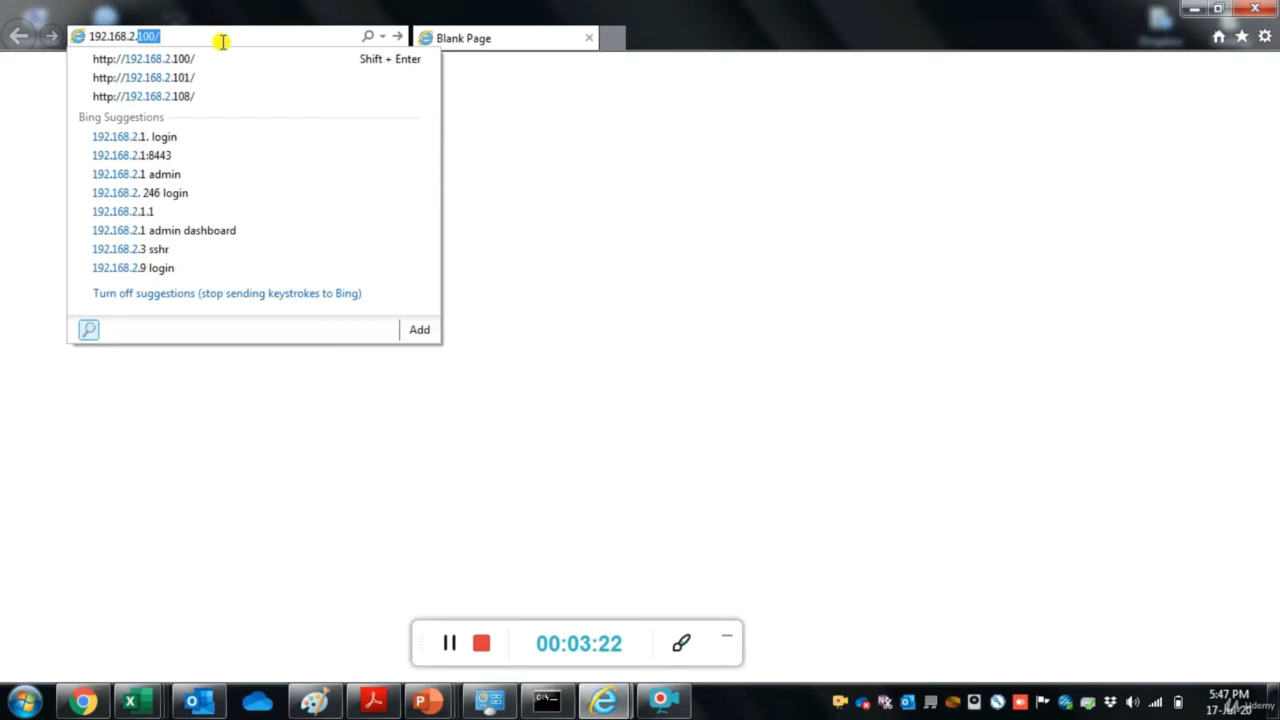 192.168.2.100/
Blank Page
http://192.168.2.100/ Shift + Enter
http://192.168.2.101/
http://192.168.2.108/
Bing Suggestions
192.168.2.1. login
192.168.2.1:8443
192.168.2.1 admin
192.168.2. 246 login
192.168.2.1.1
192.168.2.1 admin dashboard
192.168.2.3 sshr
192.168.2.9 login
Turn off suggestions (stop sending keystrokes to Bing)
Add
00:03:22
5:47 PM
17-Jul-20
Udemy